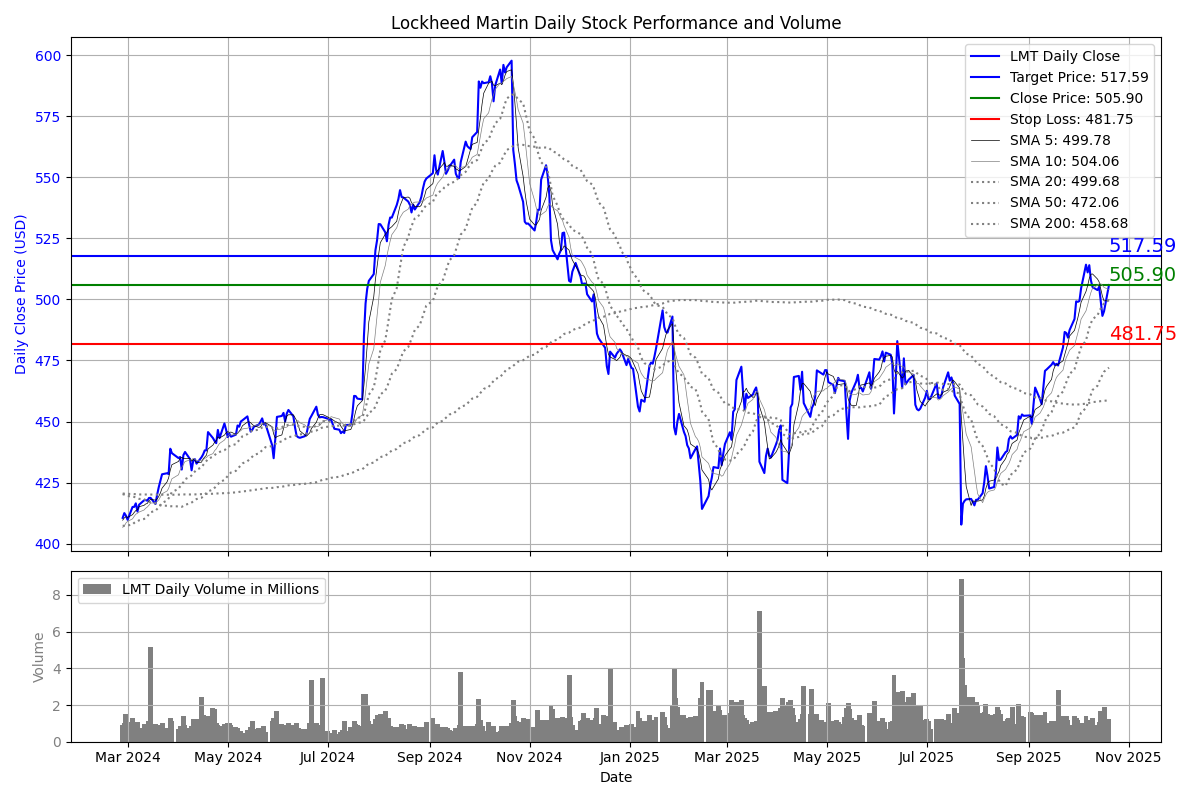 Lockheed Martin Daily Stock Performance and Volume
Daily Close Price (USD)
600
575
550
525
500
475
450
425
400
LMT Daily Close
Target Price: 517.59
Close Price: 505.90
Stop Loss: 481.75
SMA 5: 499.78
SMA 10: 504.06
SMA 20: 499.68
SMA 50: 472.06
SMA 200: 458.68
517.59
505.90
481.75
LMT Daily Volume in Millions
Volume
8
6
4
2
0
Mar 2024 May 2024 Jul 2024 Sep 2024 Nov 2024 Jan 2025 Mar 2025 May 2025 Jul 2025 Sep 2025 Nov 2025
Date